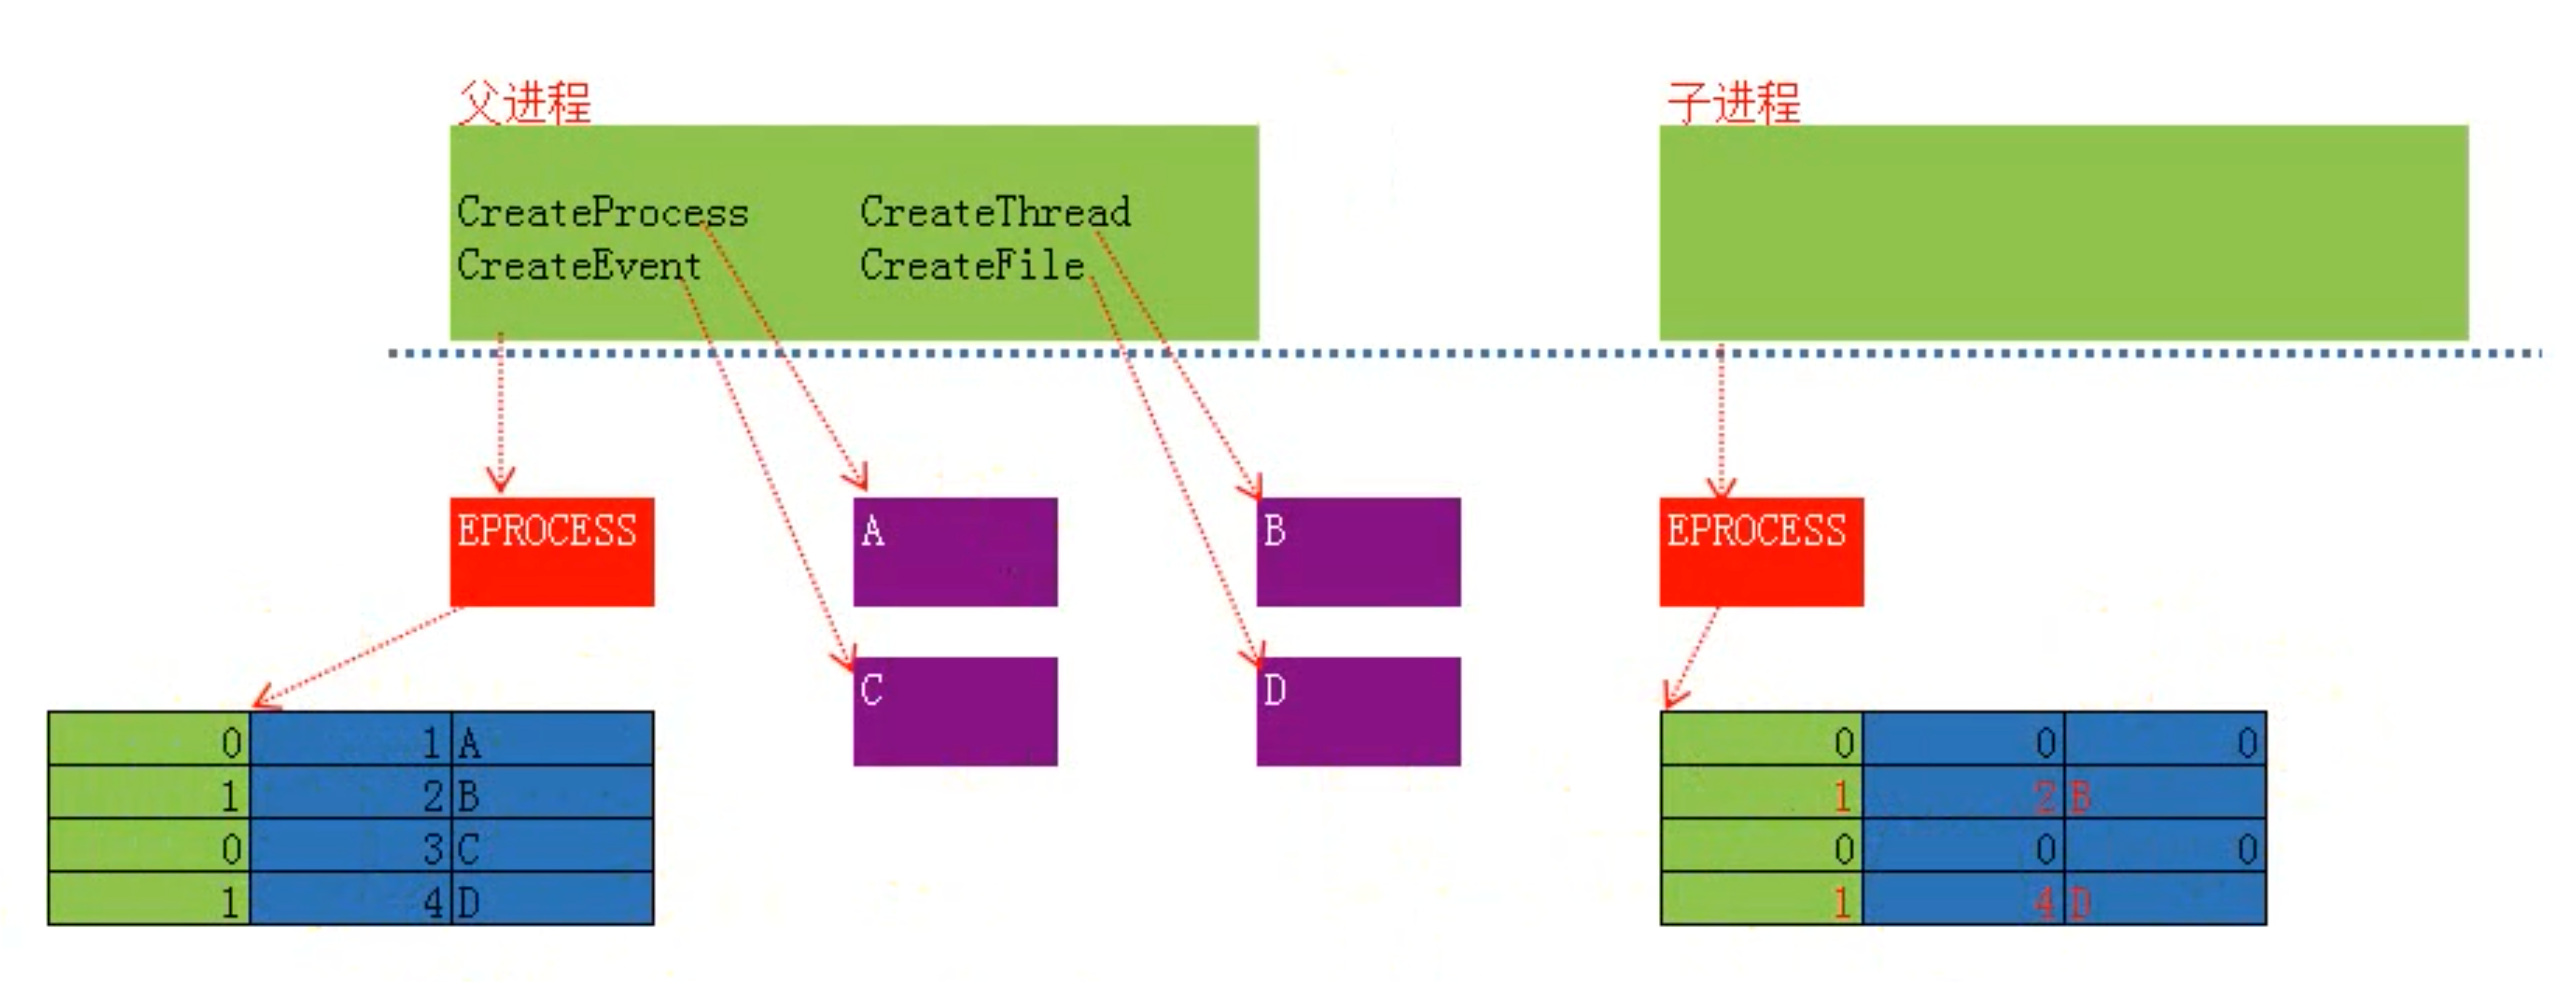 父进程
子进程
CreateProcess CreateThread
CreateEvent CreateFile
EPROCESS
A
B
EPROCESS
C
D
0 1 A
1 2 B
0 3 C
1 4 D
0 0 0
1 2 B
0 0 0
1 4 D